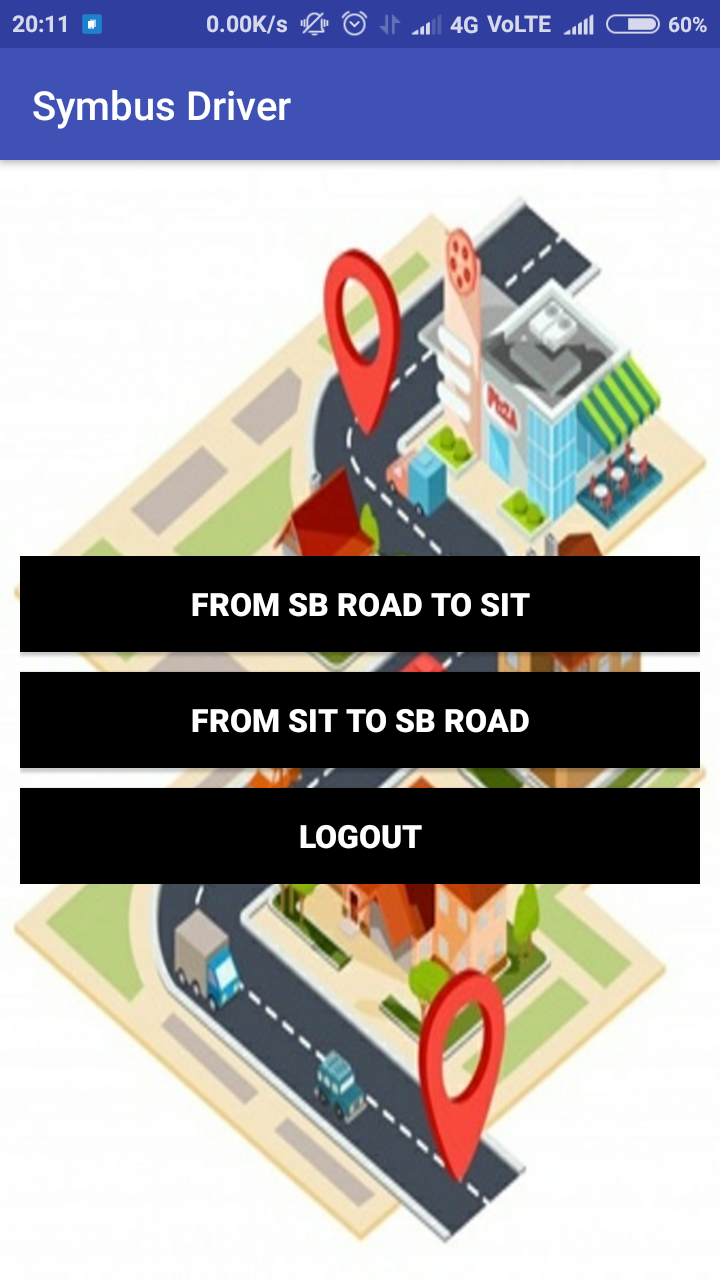 20:11 0.00K/s 4G VoLTE 60%
Symbus Driver
PIZZA
FROM SB ROAD TO SIT
FROM SIT TO SB ROAD
LOGOUT